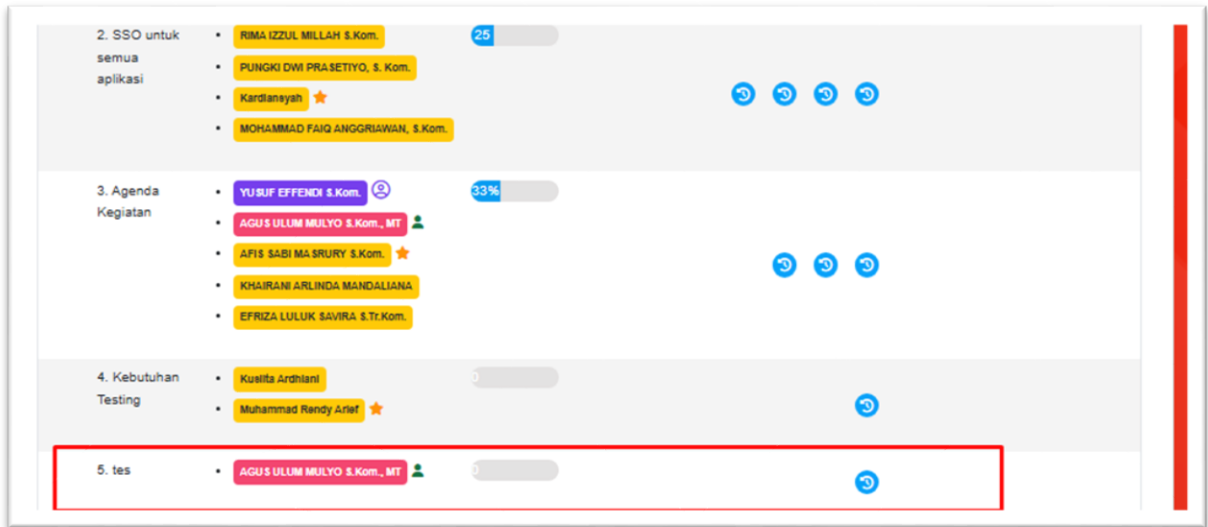 2. SSO untuk
semua
aplikasi
RIMA IZZUL MILLAH S.Kom.
PUNGKI DWI PRASETIYO, S. Kom.
Kardiansyah
MOHAMMAD FAIQ ANGGRIAWAN, S.Kom.
25
3. Agenda
Kegiatan
YUSUF EFFENDI S.Kom.
AGUS ULUM MULYO S.Kom., MT
AFIS SABI MASRURY S.Kom.
KHAIRANI ARLINDA MANDALIANA
EFRIZA LULUK SAVIRA S.Tr.Kom.
33%
4. Kebutuhan
Testing
Kuslita Ardhiani
Muhammad Rendy Arief
0
5. tes
AGUS ULUM MULYO S.Kom., MT
0